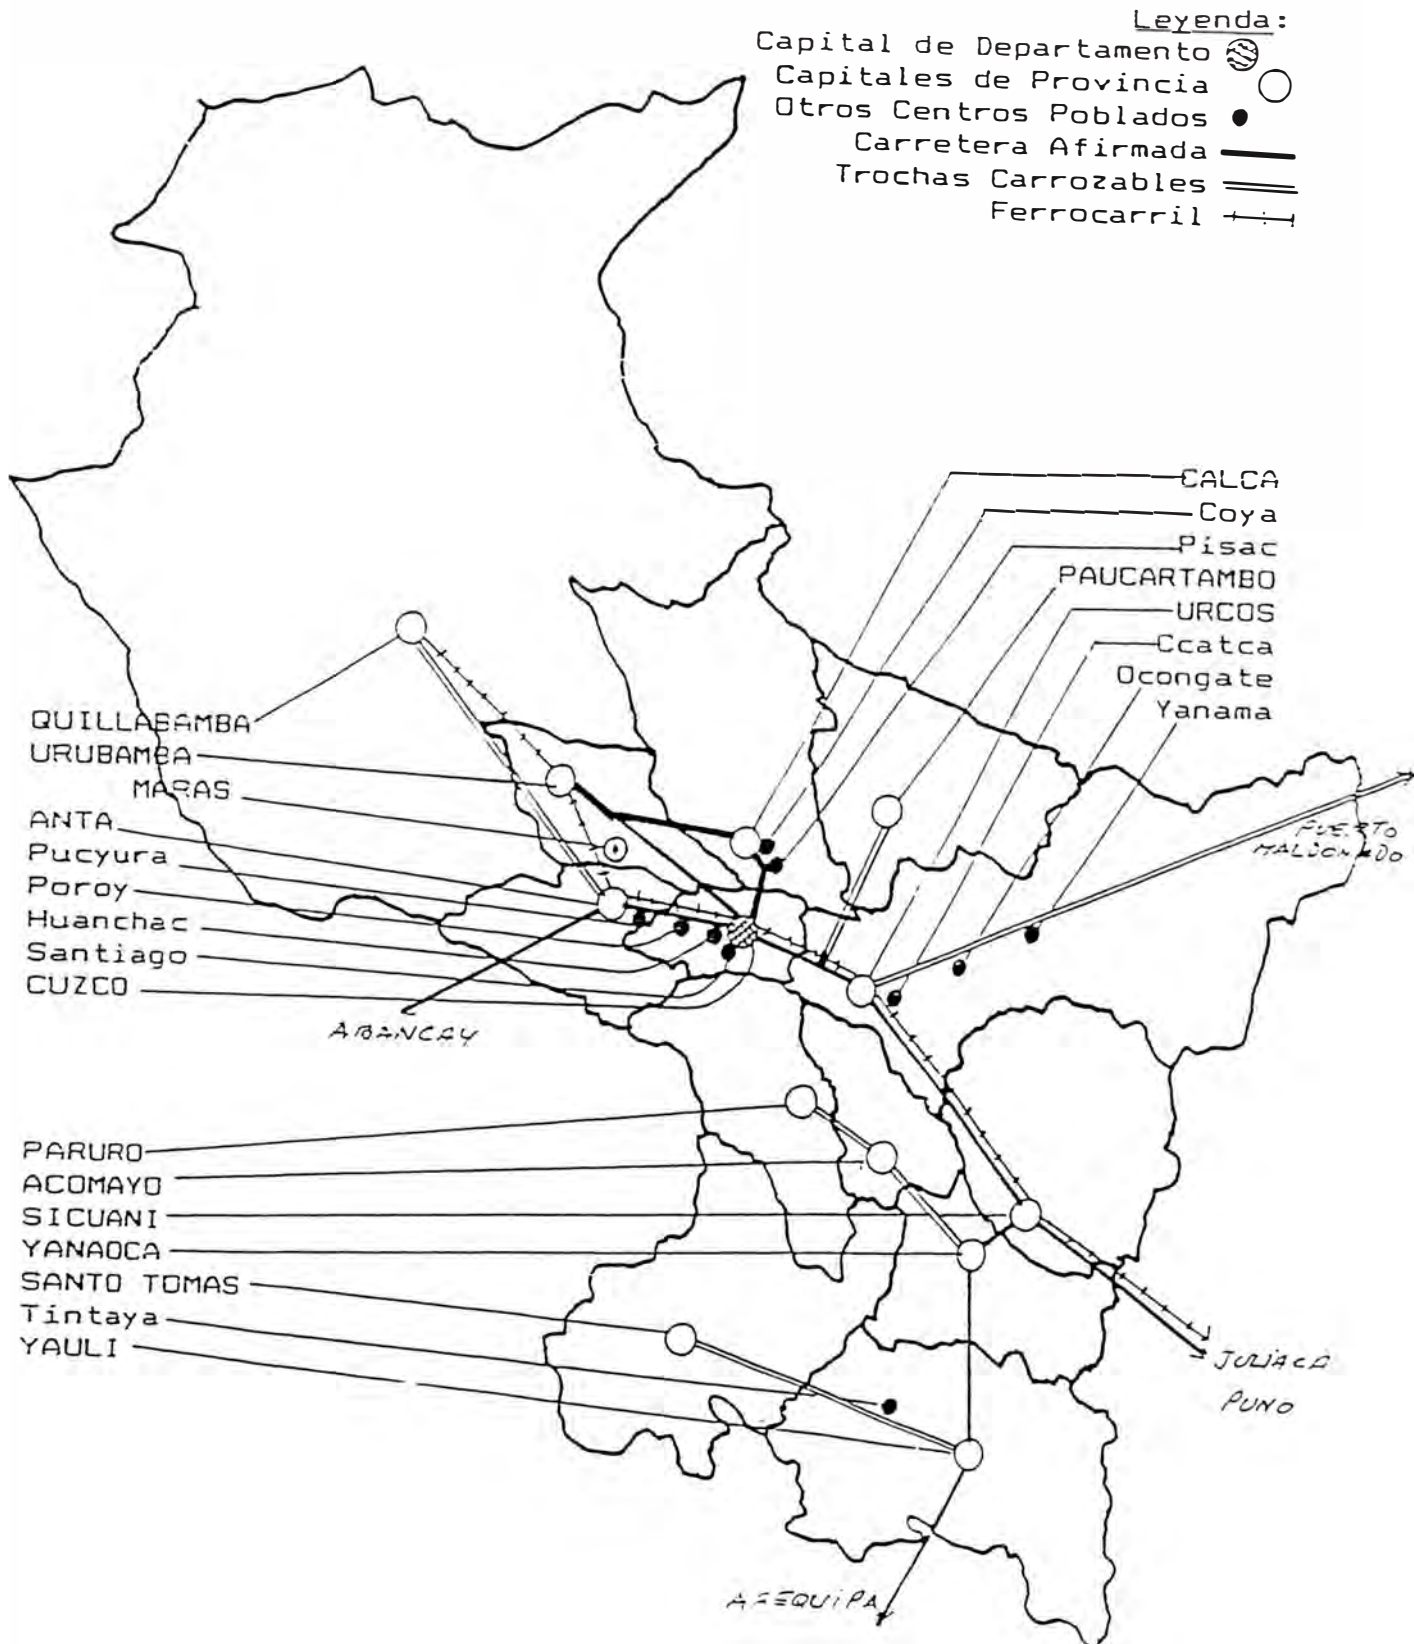 Leyenda:
Capital de Departamento
Capitales de Provincia
Otros Centros Poblados
Carretera Afirmada
Trochas Carrozables
Ferrocarril
CALCA
Coya
Pisac
PAUCARTAMBO
URCOS
Ccatca
Ocongate
Yanama
QUILLABAMBA
URUBAMBA
MARAS
ANTA
Pucyura
Poroy
Huanchac
Santiago
CUZCO
PUERTO
MALDONADO
ABANCAY
PARURO
ACOMAYO
SICUANI
YANAOCA
SANTO TOMAS
Tintaya
YAULI
JULIACA
PUNO
AREQUIPA